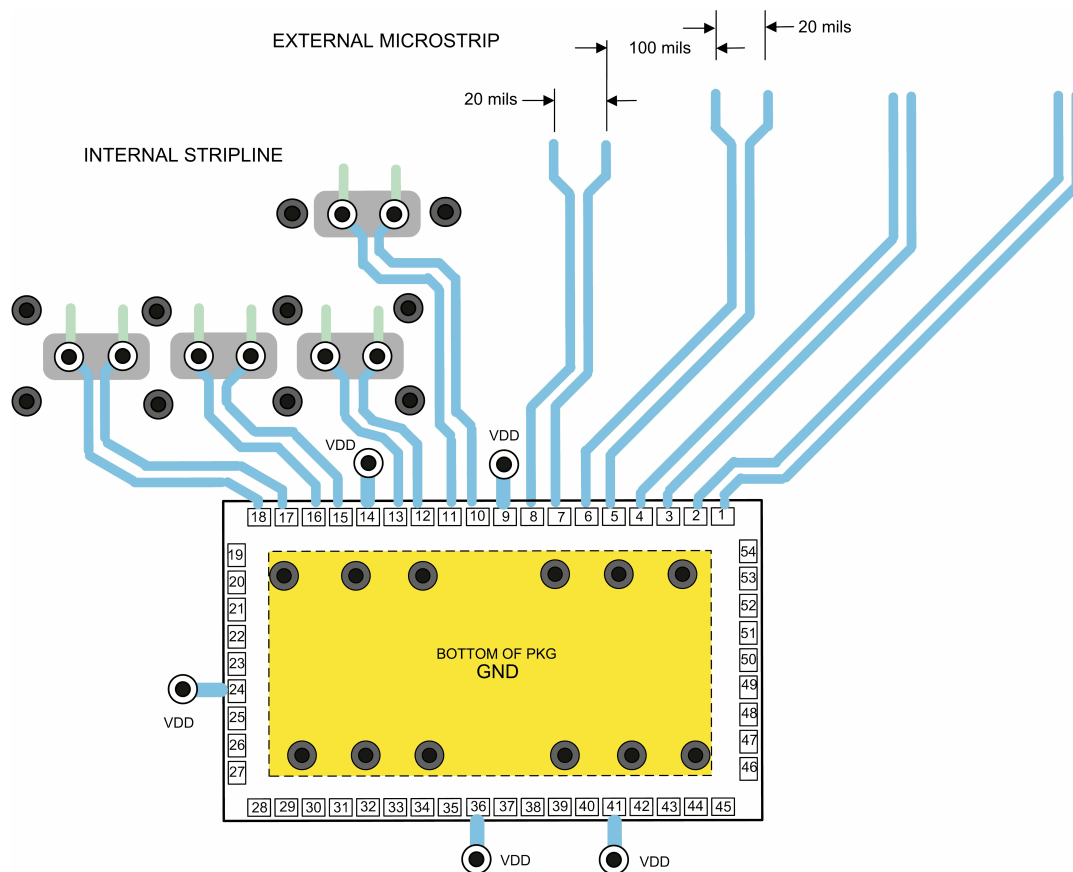 EXTERNAL MICROSTRIP
20 mils
100 mils
20 mils
INTERNAL STRIPLINE
VDD
VDD
18 17 16 15 14 13 12 11 10 9 8 7 6 5 4 3 2 1
19
20
21
22
23
24
25
26
27
54
53
52
51
50
49
48
47
46
BOTTOM OF PKG
GND
VDD
28 29 30 31 32 33 34 35 36 37 38 39 40 41 42 43 44 45
VDD
VDD